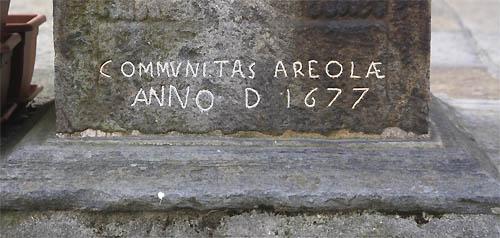 COMMVNITAS AREOLÆ
ANNO D 1677